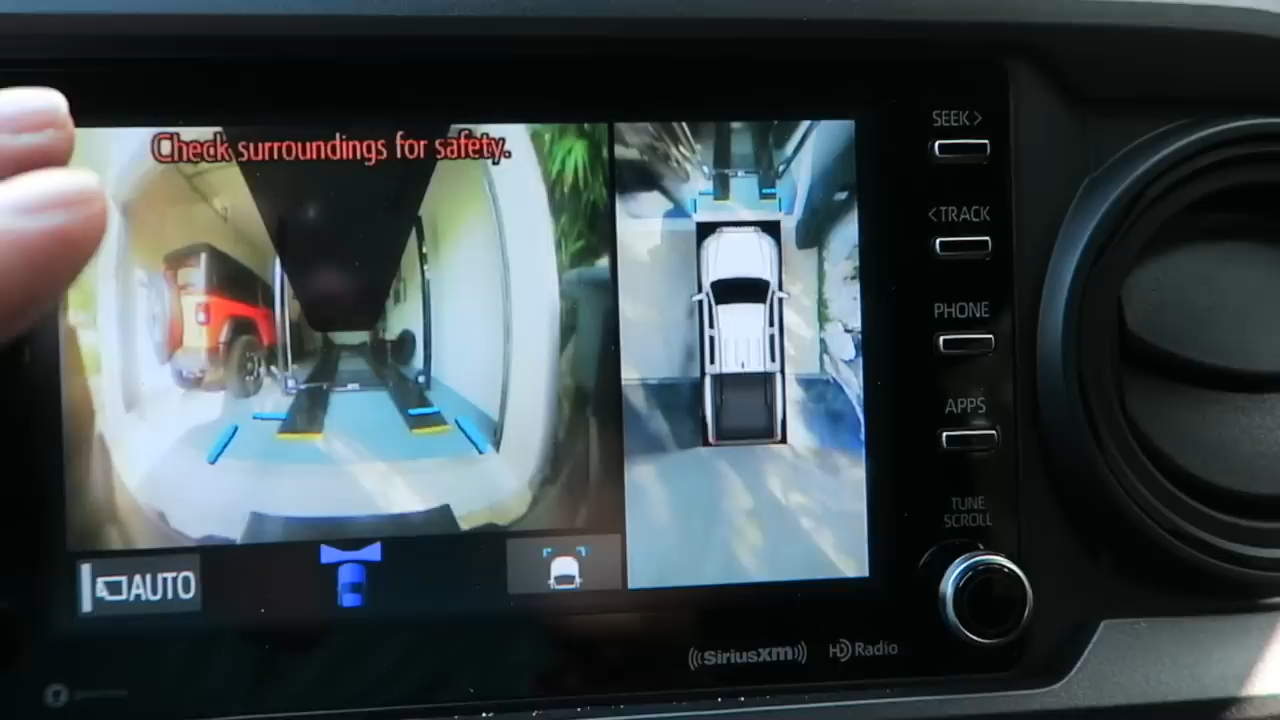 Check surroundings for safety.
SEEK>
<TRACK
PHONE
APPS
TUNE
SCROLL
AUTO
((SiriusXM))
HD Radio